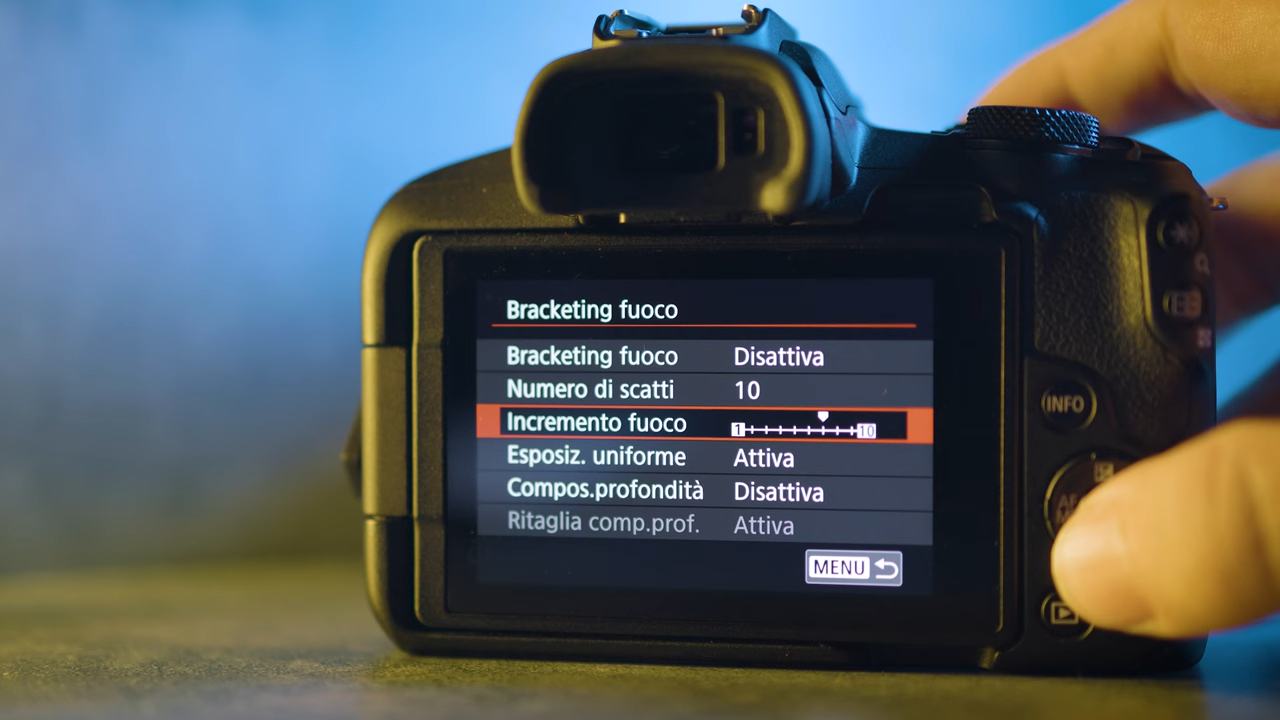 Bracketing fuoco
Bracketing fuoco Disattiva
Numero di scatti 10
Incremento fuoco 1 10
Esposiz. uniforme Attiva
Compos.profondità Disattiva
Ritaglia comp.prof. Attiva
MENU
INFO